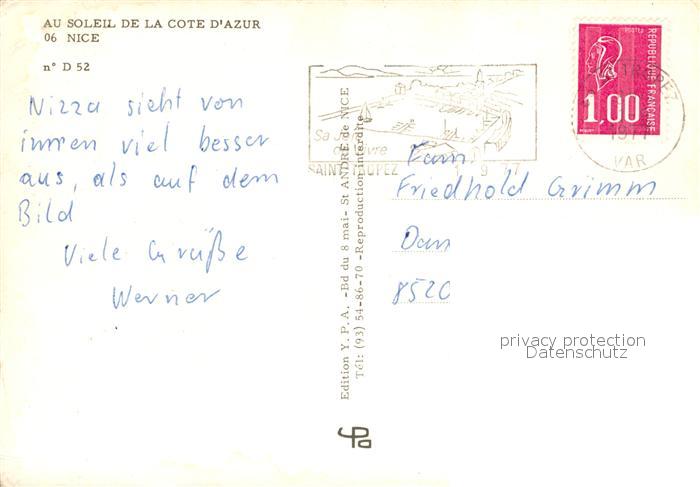 AU SOLEIL DE LA COTE D'AZUR
06 NICE
n° D 52
Nizza sieht von
innen viel besser
aus, als auf dem
Bild
Viele Grüße
Werner
Edition Y. P. A. -Bd du 8 mai- St ANDRE de NICE
Tél: (93) 54-86-70 -Reproduction interdite-
SAINT-TROPEZ
9 77
POSTES
REPUBLIQUE FRANÇAISE
1,00
VAR
Fam.
Friedhold Grimm
8520
privacy protection
Datenschutz